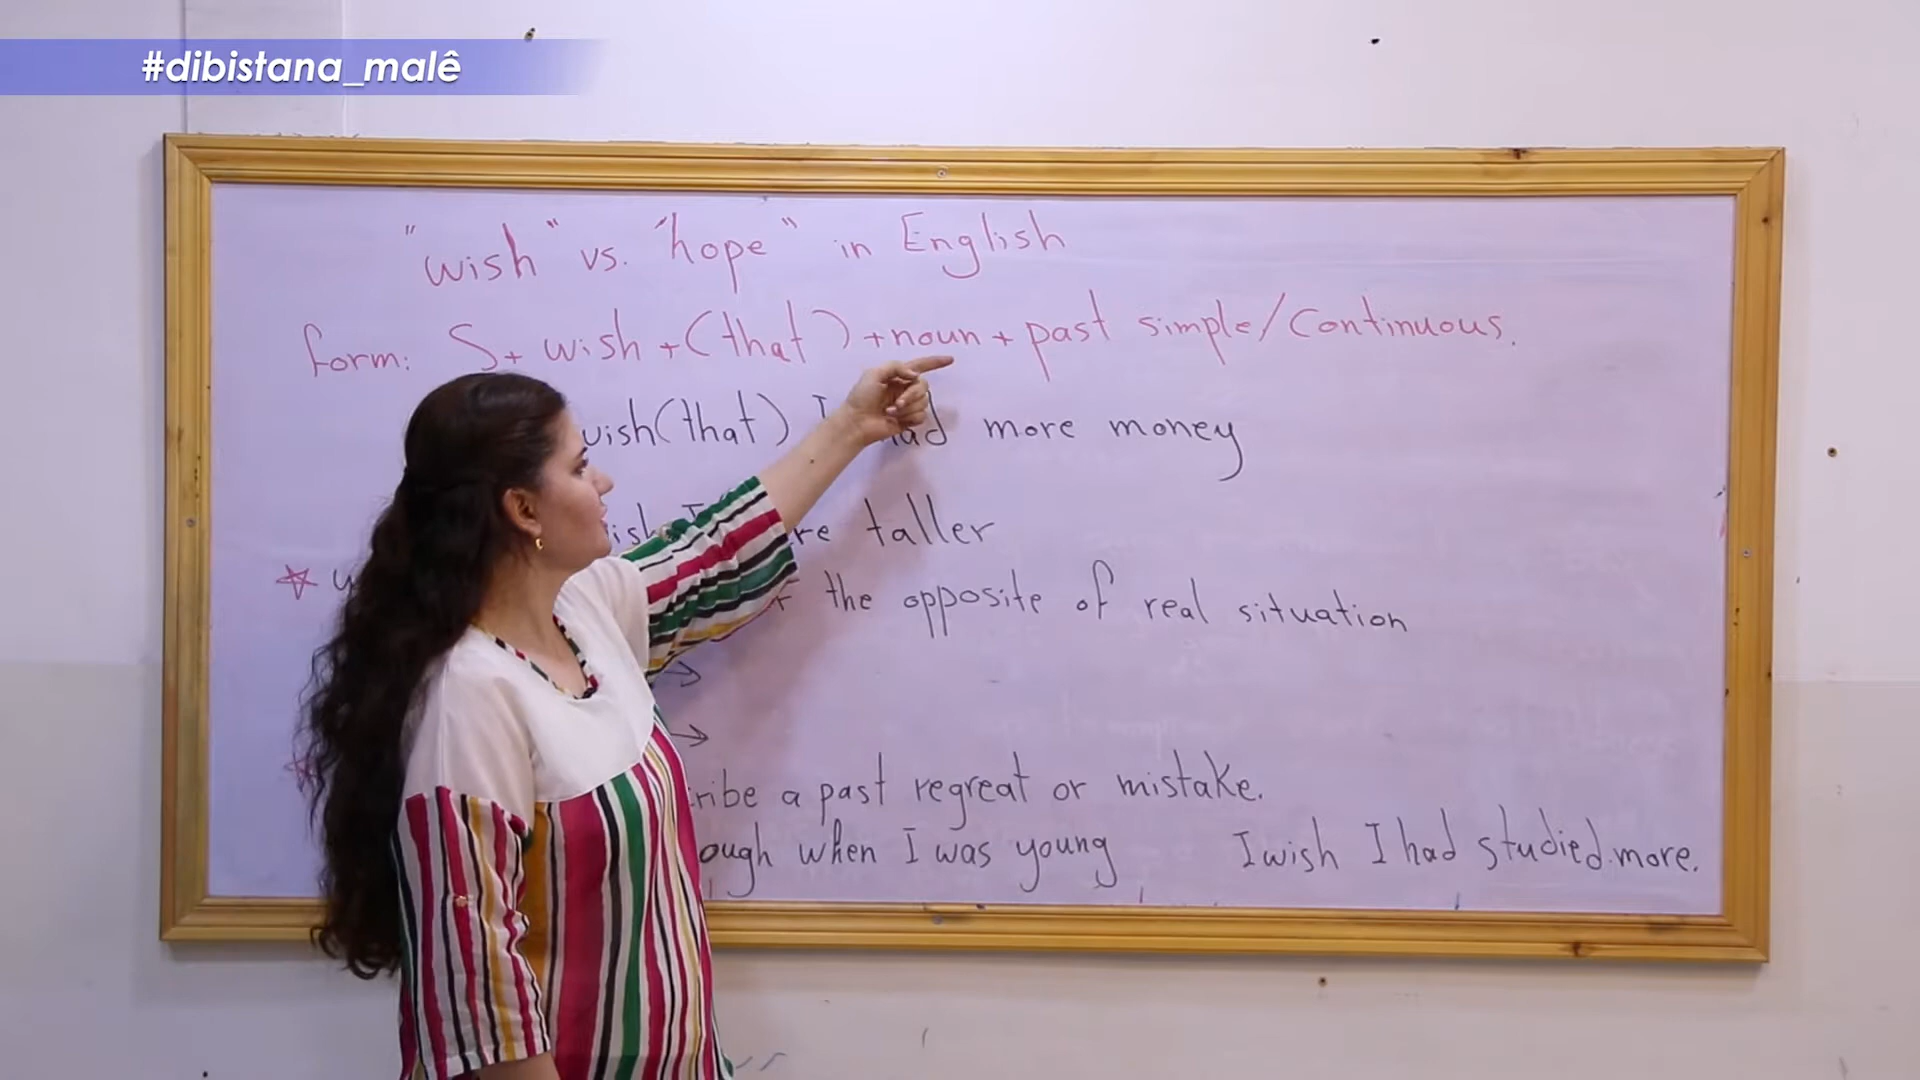 #dibistana_malê
"wish" vs. "hope" in English
form: S+ wish +(that) +noun + past simple/Continuous.
wish(that) I had more money
taller
the opposite of real situation
a past regreat or mistake.
when I was young I wish I had studied more.